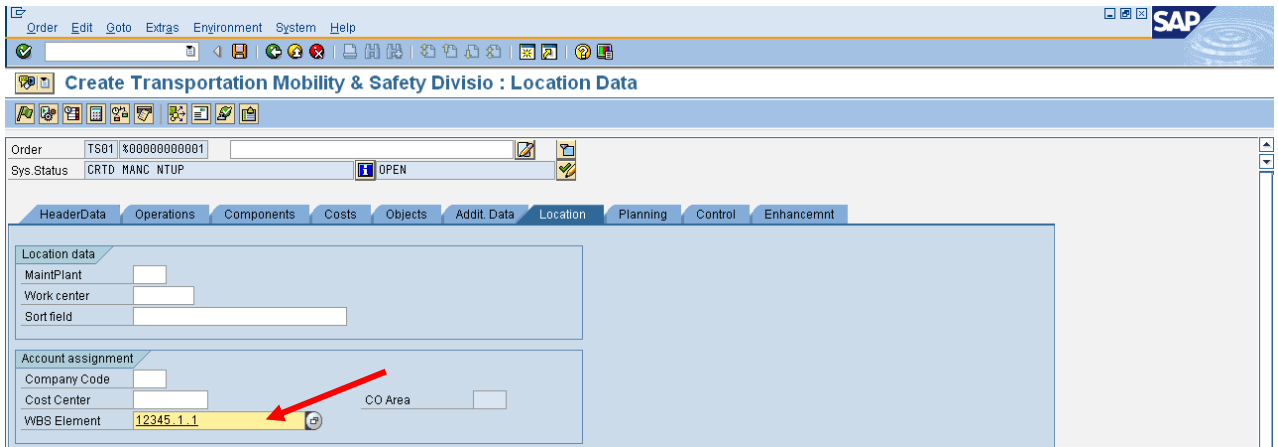 Order Edit Goto Extras Environment System Help
SAP
Create Transportation Mobility & Safety Divisio : Location Data
Order TS01 %00000000001
Sys.Status CRTD MANC NTUP OPEN
HeaderData Operations Components Costs Objects Addit. Data Location Planning Control Enhancemnt
Location data
MaintPlant
Work center
Sort field
Account assignment
Company Code
Cost Center CO Area
WBS Element 12345.1.1